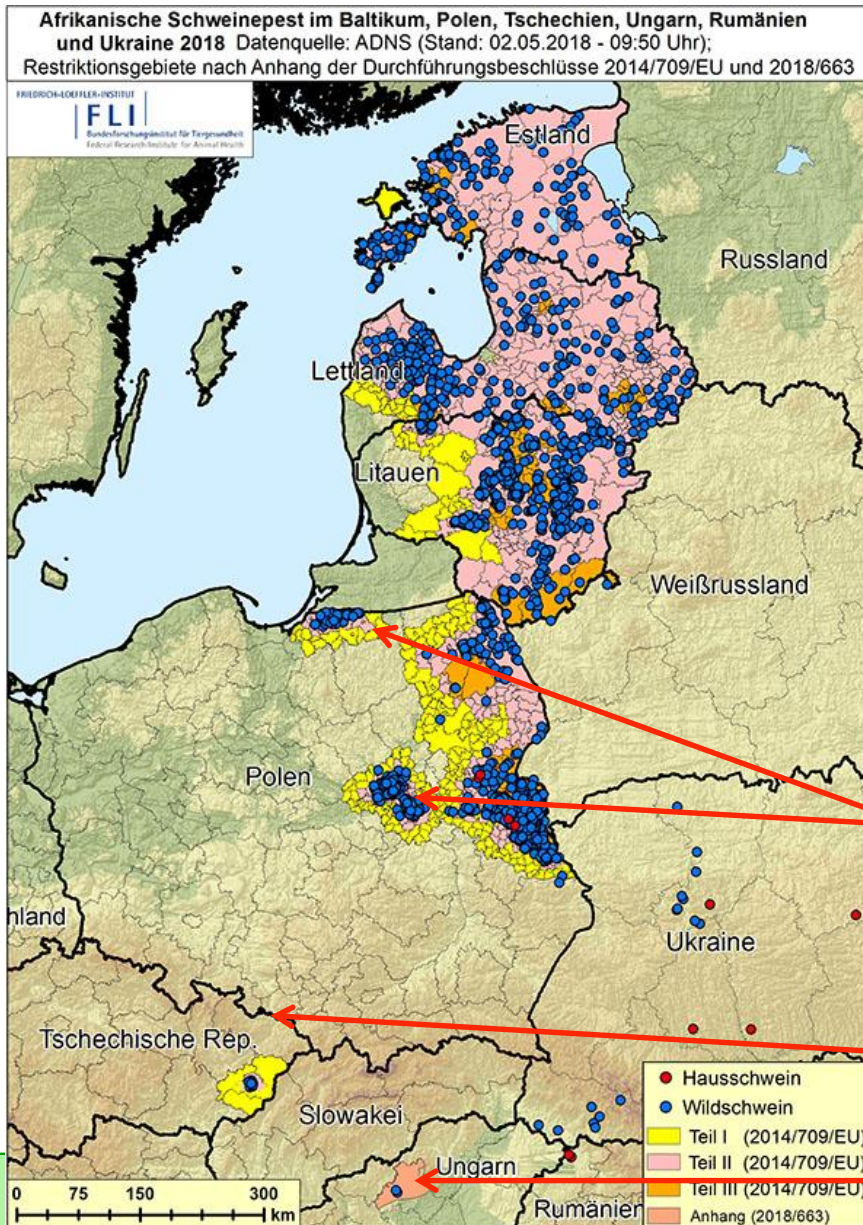 Afrikanische Schweinepest im Baltikum, Polen, Tschechien, Ungarn, Rumänien
und Ukraine 2018 Datenquelle: ADNS (Stand: 02.05.2018 - 09:50 Uhr);
Restriktionsgebiete nach Anhang der Durchführungsbeschlüsse 2014/709/EU und 2018/663
FRIEDRICH-LOEFFLER-INSTITUT
FLI
Bundesforschungsinstitut für Tiergesundheit
Federal Research Institute for Animal Health
Estland
Russland
Lettland
Litauen
Weißrussland
Polen
hland
Ukraine
Tschechische Rep.
Slowakei
Ungarn
Rumänien
Hausschwein
Wildschwein
Teil I (2014/709/EU)
Teil II (2014/709/EU)
Teil III (2014/709/EU)
Anhang (2018/663)
0 75 150 300
km